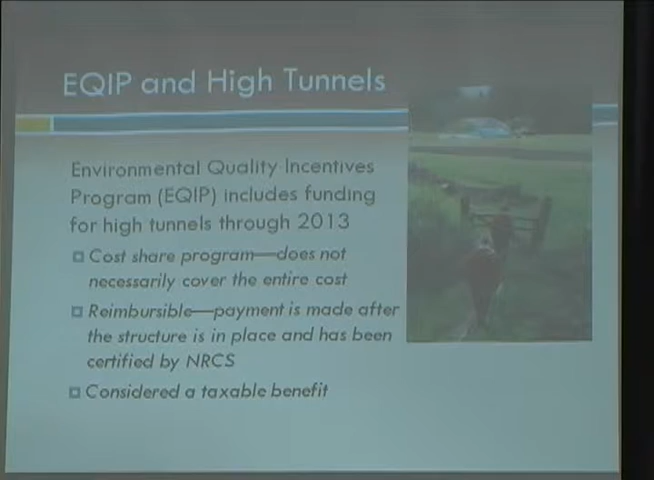 EQIP and High Tunnels
Environmental Quality Incentives
Program (EQIP) includes funding
for high tunnels through 2013
Cost share program—does not
necessarily cover the entire cost
Reimbursible—payment is made after
the structure is in place and has been
certified by NRCS
Considered a taxable benefit